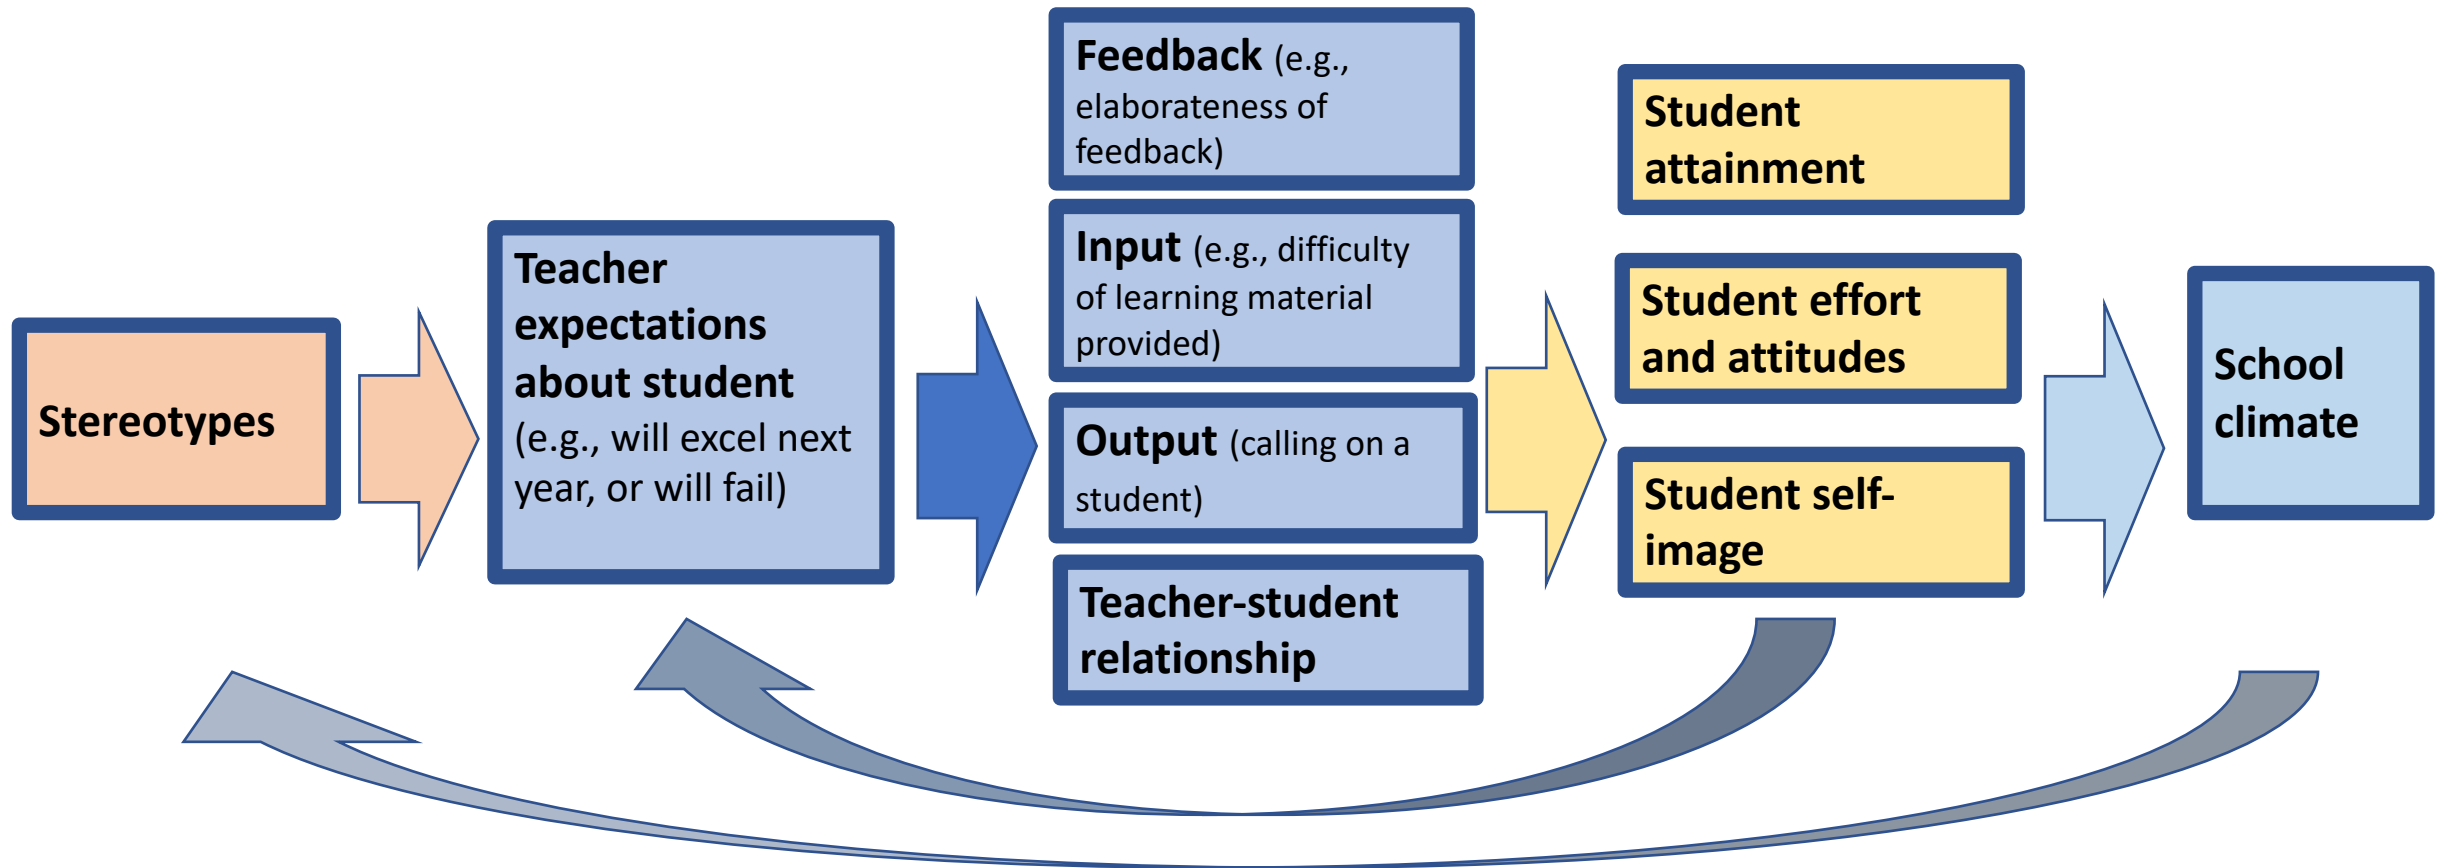 Stereotypes
Teacher
expectations
about student
(e.g., will excel next
year, or will fail)
Feedback (e.g.,
elaborateness of
feedback)
Input (e.g., difficulty
of learning material
provided)
Output (calling on a
student)
Teacher-student
relationship
Student
attainment
Student effort
and attitudes
Student self-
image
School
climate